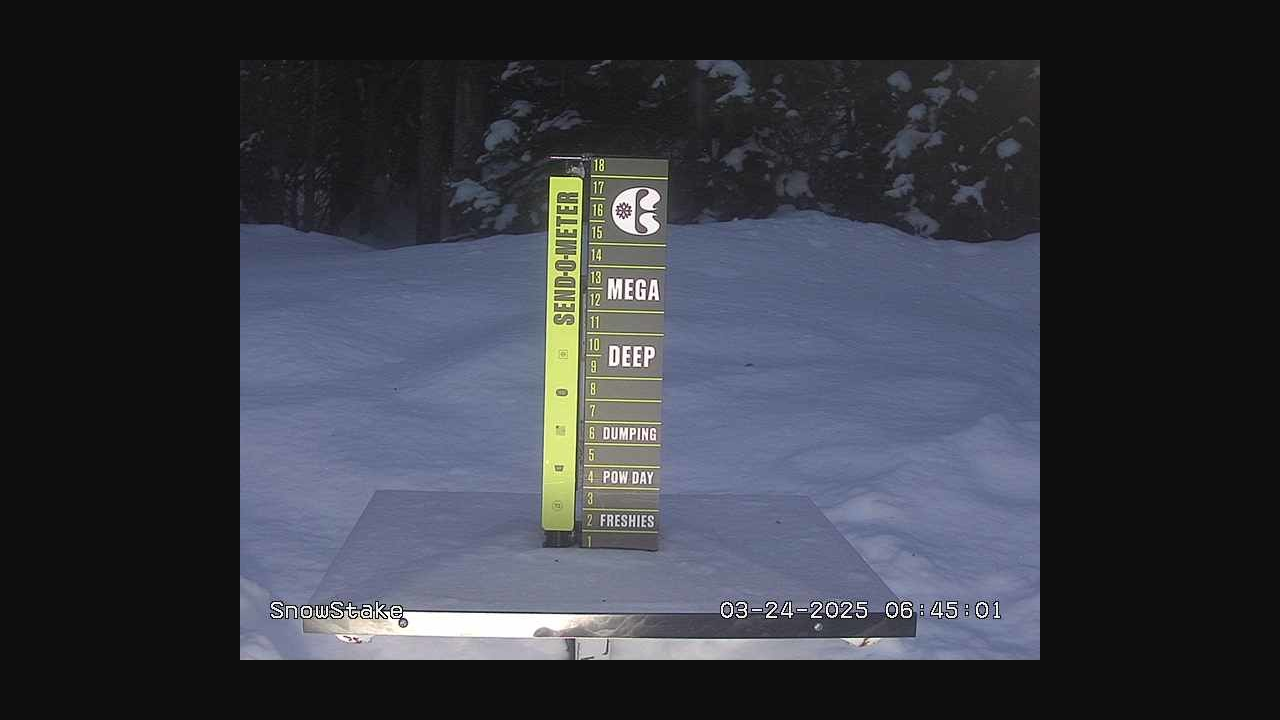 18
17
16
15
14
13
MEGA
12
11
10
DEEP
9
8
7
6 DUMPING
5
4 POW DAY
3
2 FRESHIES
1
SEND-O-METER
SnowStake
03-24-2025 06:45:01